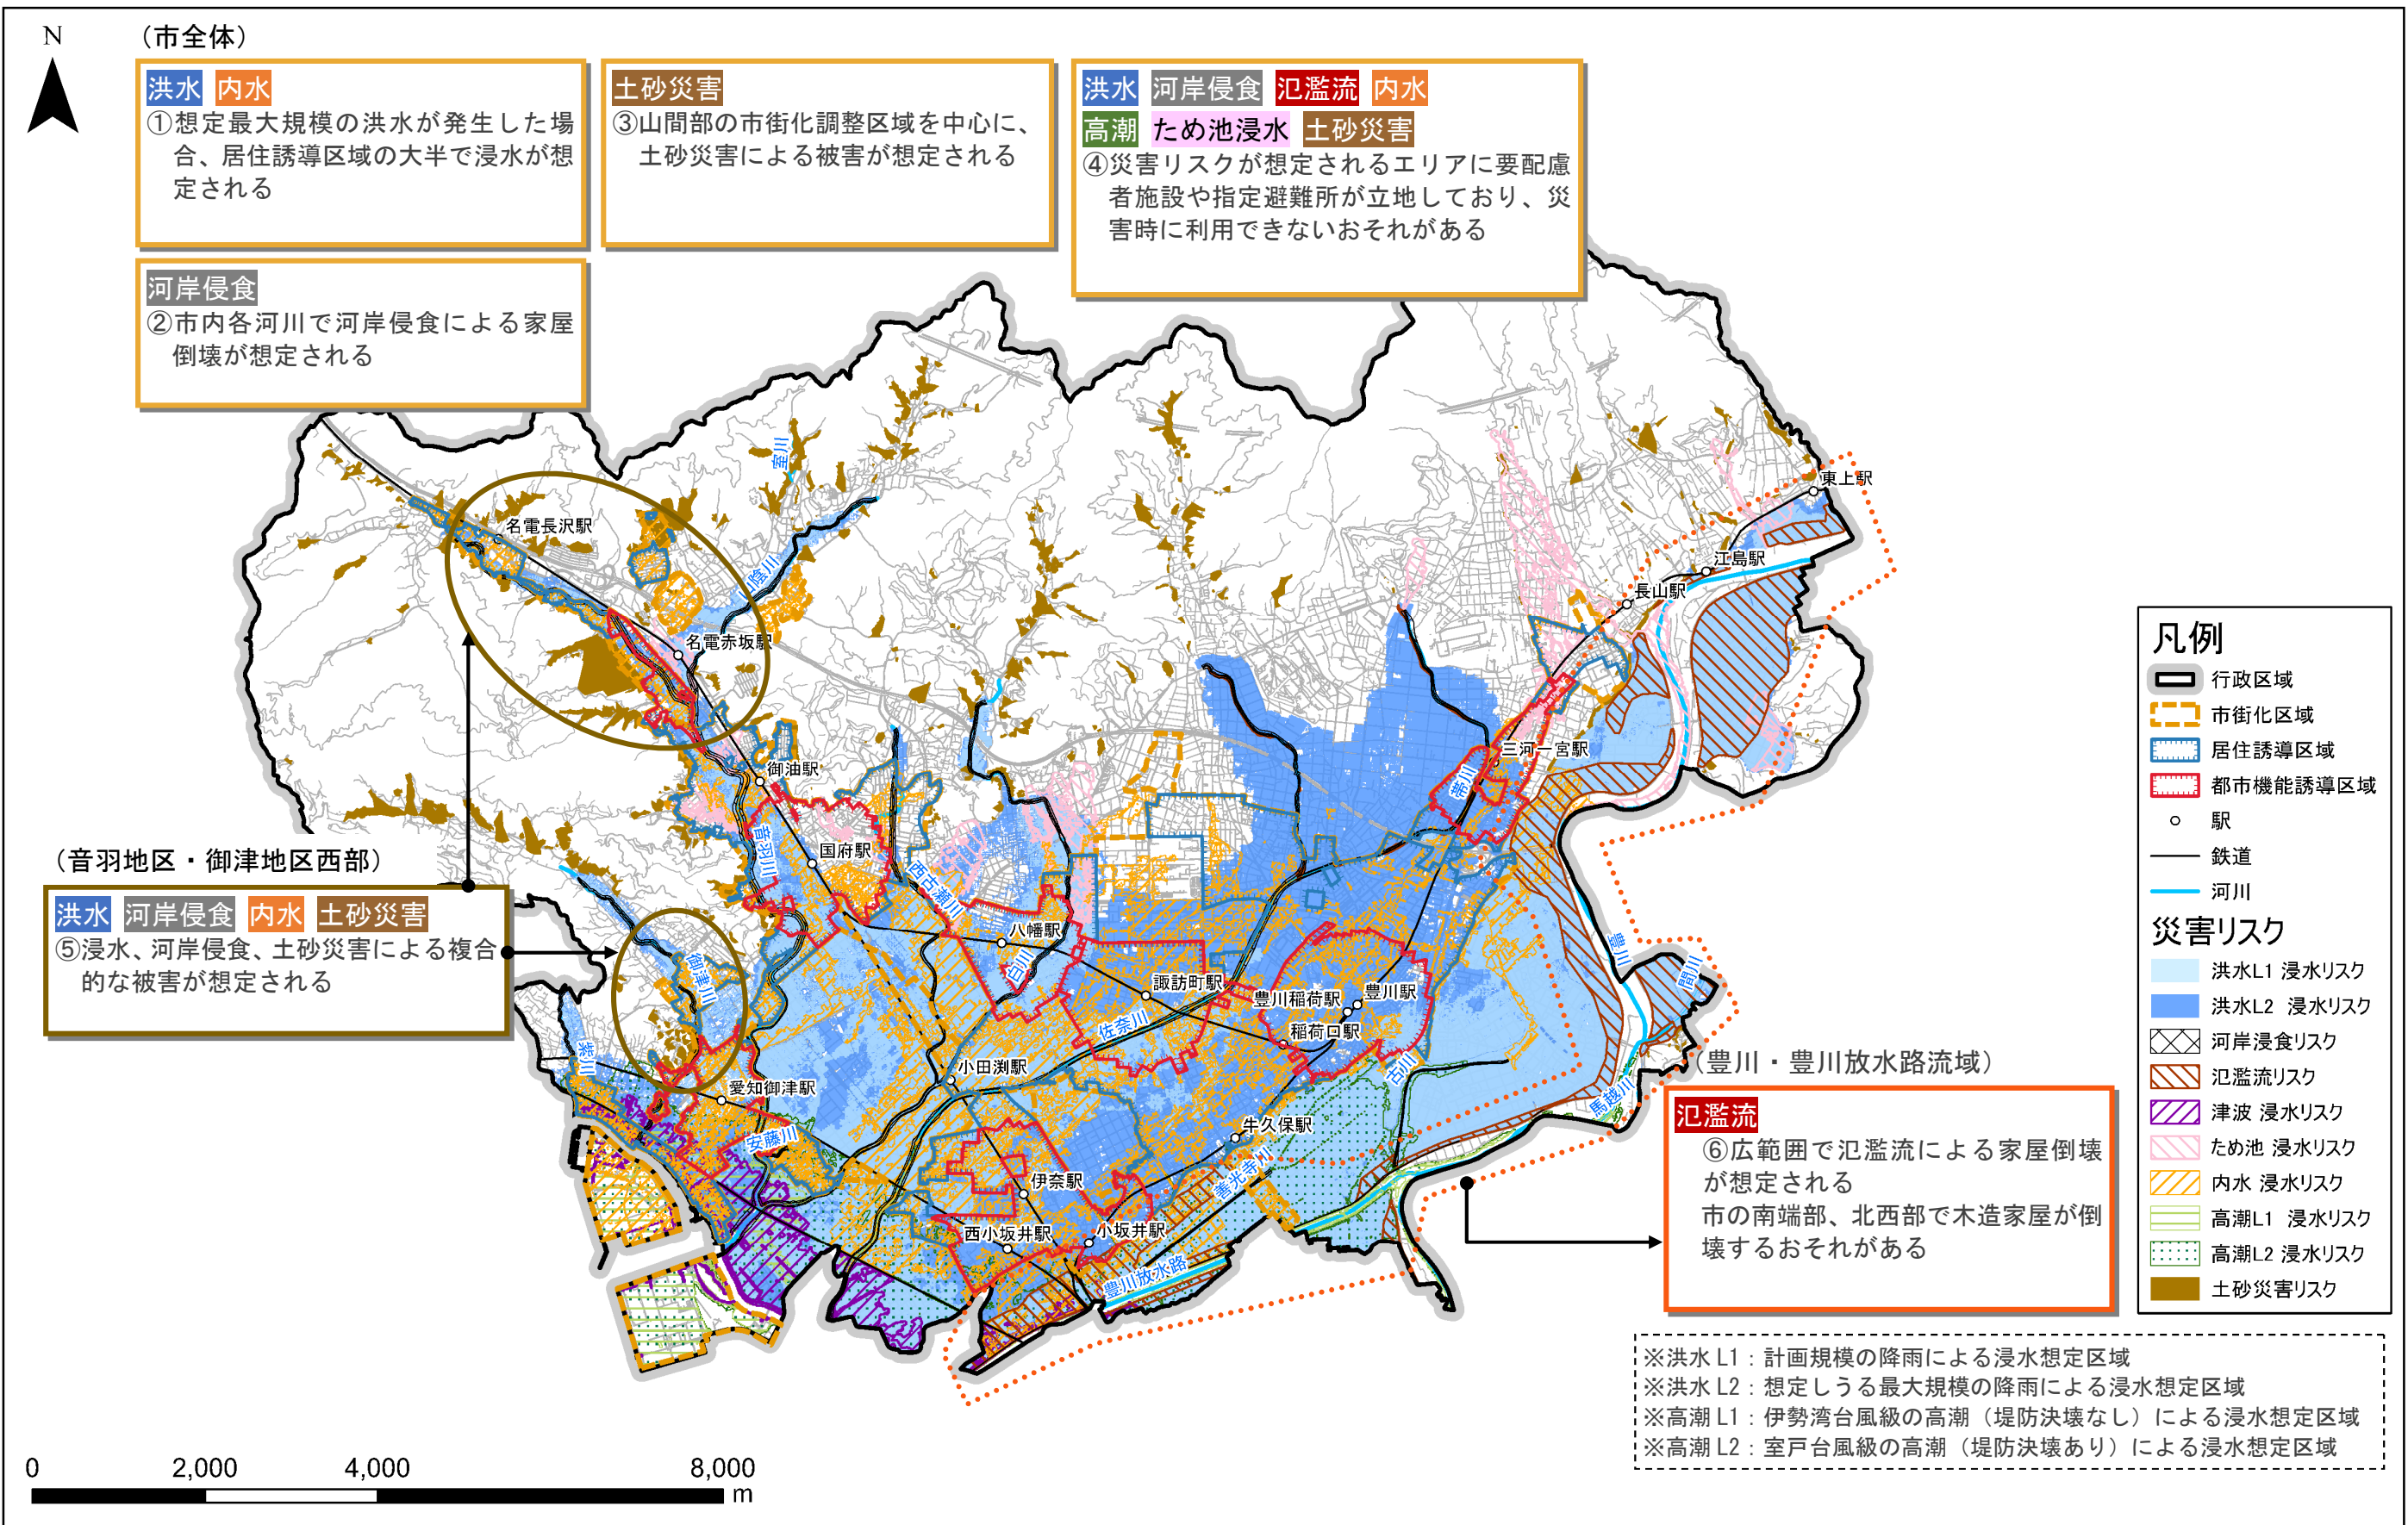 N
（市全体）
洪水 内水
①想定最大規模の洪水が発生した場
合、居住誘導区域の大半で浸水が想
定される
土砂災害
③山間部の市街化調整区域を中心に、
土砂災害による被害が想定される
洪水 河岸侵食 氾濫流 内水
高潮 ため池浸水 土砂災害
④災害リスクが想定されるエリアに要配慮
者施設や指定避難所が立地しており、災
害時に利用できないおそれがある
河岸侵食
②市内各河川で河岸侵食による家屋
倒壊が想定される
室川
東上駅
名電長沢駅
江島駅
山陰川
長山駅
名電赤坂駅
三河一宮駅
御油駅
帯川
音羽川
国府駅
西古瀬川
（音羽地区・御津地区西部）
洪水 河岸侵食 内水 土砂災害
⑤浸水、河岸侵食、土砂災害による複合
的な被害が想定される
八幡駅
白川
豊川
間川
御津川
諏訪町駅
豊川稲荷駅
豊川駅
稲荷口駅
佐奈川
紫川
小田渕駅
古川
愛知御津駅
馬越川
安藤川
牛久保駅
善光寺川
伊奈駅
西小坂井駅
小坂井駅
豊川放水路
（豊川・豊川放水路流域）
氾濫流
⑥広範囲で氾濫流による家屋倒壊
が想定される
市の南端部、北西部で木造家屋が倒
壊するおそれがある
凡例
行政区域
市街化区域
居住誘導区域
都市機能誘導区域
駅
鉄道
河川
災害リスク
洪水L1 浸水リスク
洪水L2 浸水リスク
河岸浸食リスク
氾濫流リスク
津波 浸水リスク
ため池 浸水リスク
内水 浸水リスク
高潮L1 浸水リスク
高潮L2 浸水リスク
土砂災害リスク
※洪水 L1：計画規模の降雨による浸水想定区域
※洪水 L2：想定しうる最大規模の降雨による浸水想定区域
※高潮 L1：伊勢湾台風級の高潮（堤防決壊なし）による浸水想定区域
※高潮 L2：室戸台風級の高潮（堤防決壊あり）による浸水想定区域
0 2,000 4,000 8,000
m